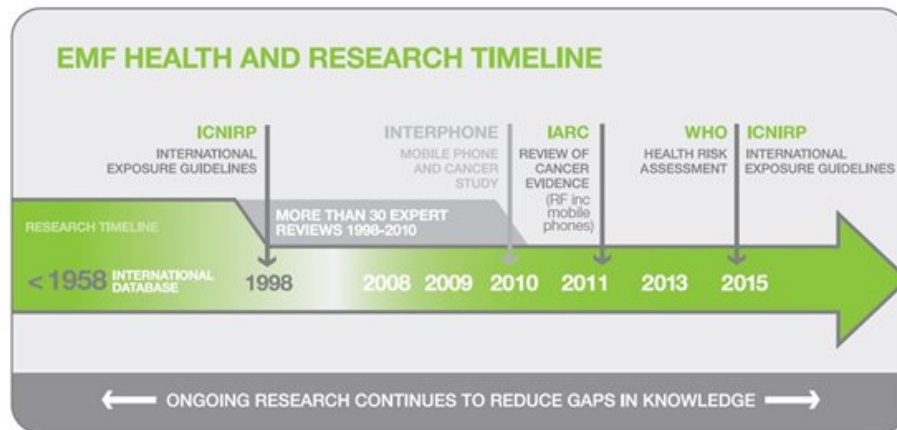 EMF HEALTH AND RESEARCH TIMELINE
ICNIRP
INTERNATIONAL
EXPOSURE GUIDELINES
INTERPHONE
MOBILE PHONE
AND CANCER
STUDY
IARC
REVIEW OF
CANCER
EVIDENCE
(RF inc
mobile
phones)
WHO
HEALTH RISK
ASSESSMENT
ICNIRP
INTERNATIONAL
EXPOSURE GUIDELINES
MORE THAN 30 EXPERT
REVIEWS 1998-2010
RESEARCH TIMELINE
< 1958 INTERNATIONAL
DATABASE
1998
2008
2009
2010
2011
2013
2015
ONGOING RESEARCH CONTINUES TO REDUCE GAPS IN KNOWLEDGE